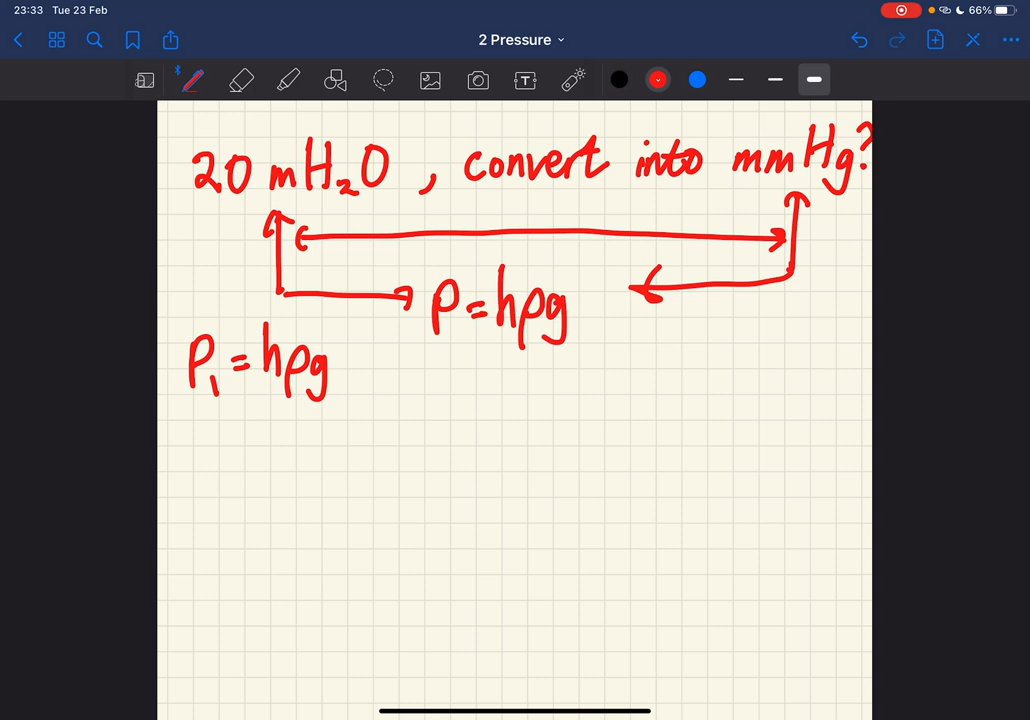 23:33 Tue 23 Feb 66%
2 Pressure
T
20 mH₂O , convert into mmHg?
P = hρg
P₁ = hρg